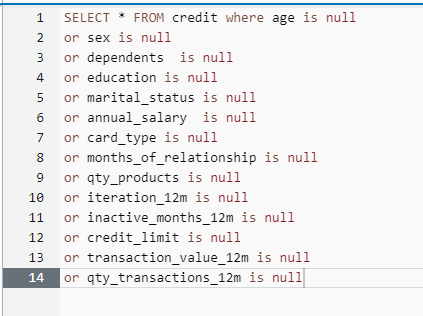 1 SELECT * FROM credit where age is null
2 or sex is null
3 or dependents  is null
4 or education is null
5 or marital_status is null
6 or annual_salary  is null
7 or card_type is null
8 or months_of_relationship is null
9 or qty_products is null
10 or iteration_12m is null
11 or inactive_months_12m is null
12 or credit_limit is null
13 or transaction_value_12m is null
14 or qty_transactions_12m is null